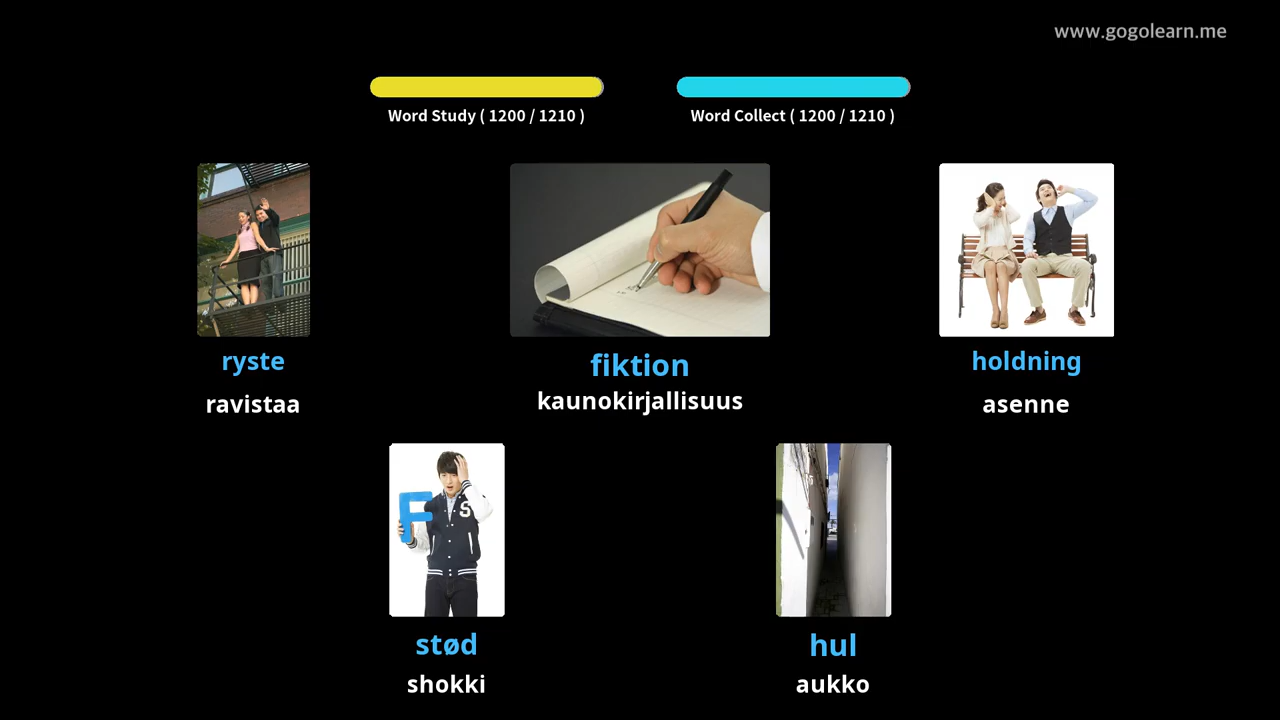 www.gogolearn.me
Word Study ( 1200 / 1210 )
Word Collect ( 1200 / 1210 )
ryste
ravistaa
fiktion
kaunokirjallisuus
holdning
asenne
F
S
stød
shokki
hul
aukko